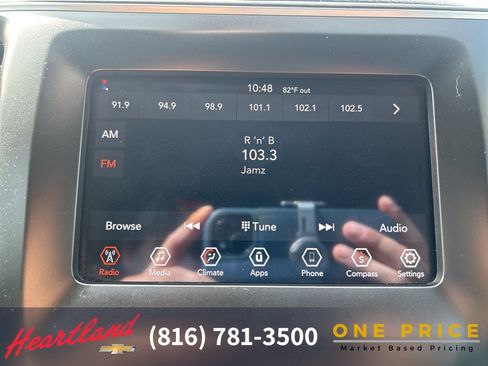 10:48 82°F out
91.9 94.9 98.9 101.1 102.1 102.5
AM
FM
R 'n' B
103.3
Jamz
Browse Tune Audio
Radio Media Climate Apps Phone Compass Settings
S
Heartland
(816) 781-3500
ONE PRICE
Market Based Pricing